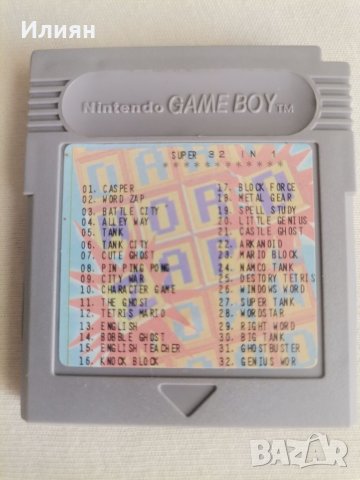 Илиян
Nintendo GAME BOY TM
SUPER 32 IN 1
*************
01. CASPER
02. WORD ZAP
03. BATTLE CITY
04. ALLEY WAY
05. TANK
06. TANK CITY
07. CUTE GHOST
08. PIN PING PONG
09. CITY WAR
10. CHARACTER GAME
11. THE GHOST
12. TETRIS MARIO
13. ENGLISH
14. BOBBLE GHOST
15. ENGLISH TEACHER
16. KNOCK BLOCK
17. BLOCK FORCE
18. METAL GEAR
19. SPELL STUDY
20. LITTLE GENIUS
21. CASTLE GHOST
22. ARKANOID
23. MARIO BLOCK
24. NAMCO TANK
25. DESTORY TETRIS
26. WINDOWS WORD
27. SUPER TANK
28. WORDSTAR
29. RIGHT WORD
30. BIG TANK
31. GHOSTBUSTER
32. GENIUS WOR
BAZAR
bg